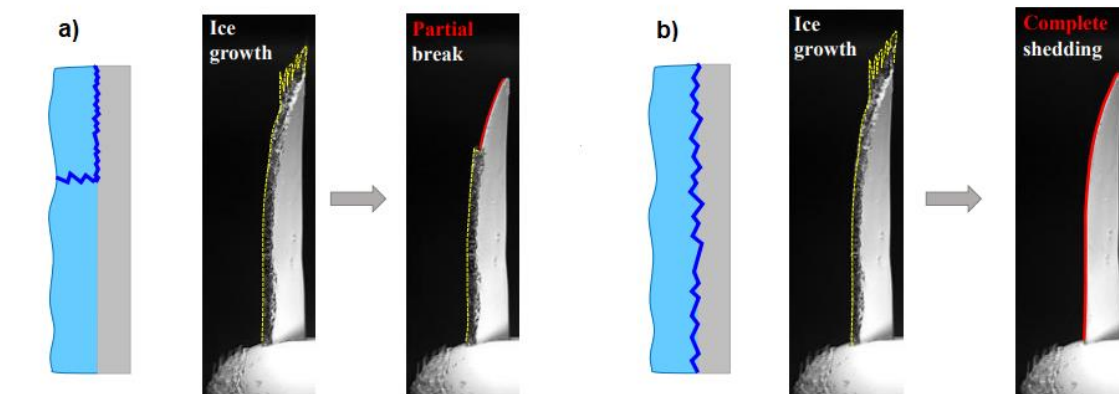 a)
Ice
growth
Partial
break
b)
Ice
growth
Complete
shedding